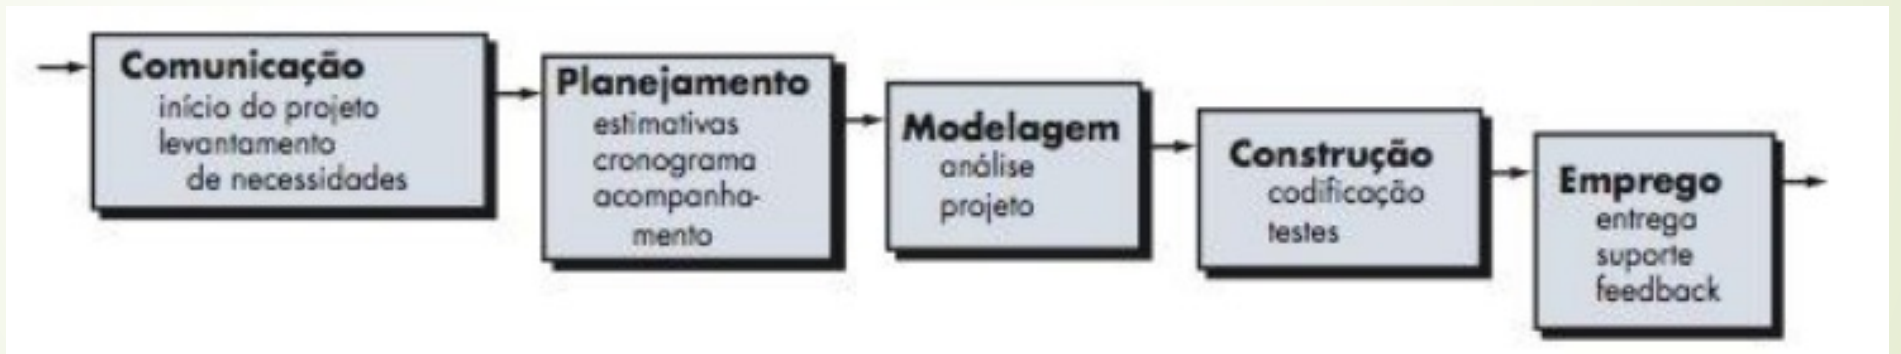 Comunicação
início do projeto
levantamento
de necessidades
Planejamento
estimativas
cronograma
acompanha-
mento
Modelagem
análise
projeto
Construção
codificação
testes
Emprego
entrega
suporte
feedback